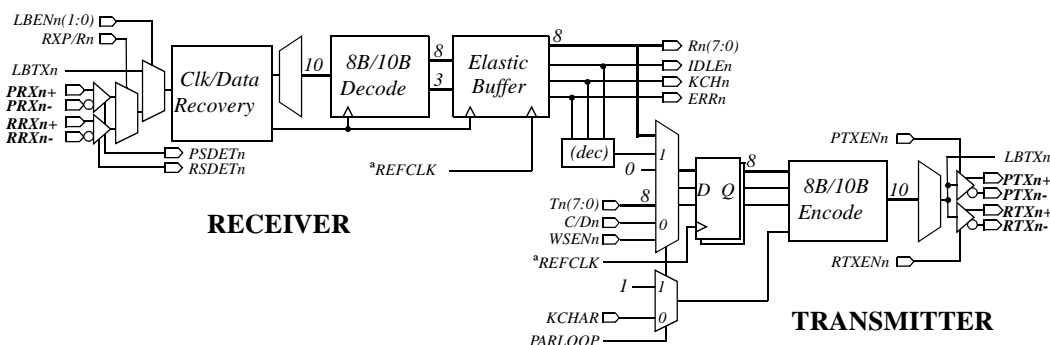 LBENn(1:0)
RXP/Rn
LBTXn
PRXn+
PRXn-
RRXn+
RRXn-
PSDETn
RSDETn
Clk/Data
Recovery
10
8B/10B
Decode
8
3
Elastic
Buffer
8
Rn(7:0)
IDLEn
KCHn
ERRn
aREFCLK
(dec)
RECEIVER
1
0
Tn(7:0)
8
C/Dn
WSENn
0
aREFCLK
D Q
8
8B/10B
Encode
10
PTXENn
LBTXn
PTXn+
PTXn-
RTXn+
RTXn-
RTXENn
1
1
KCHAR
0
PARLOOP
TRANSMITTER